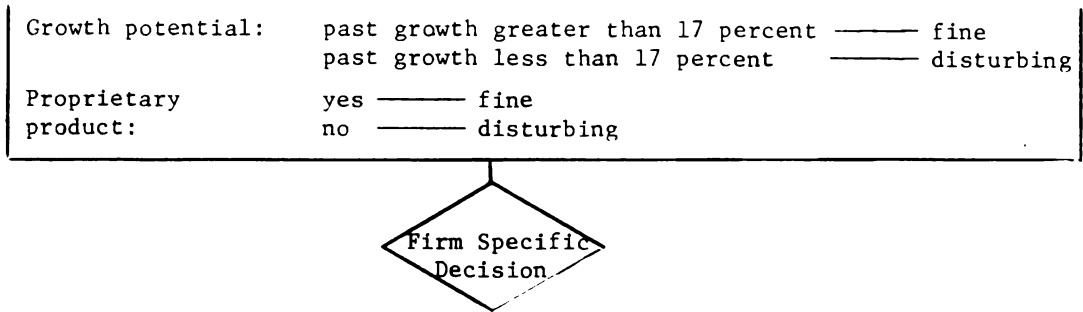 Growth potential: past growth greater than 17 percent —— fine
past growth less than 17 percent —— disturbing
Proprietary yes —— fine
product: no —— disturbing
Firm Specific
Decision